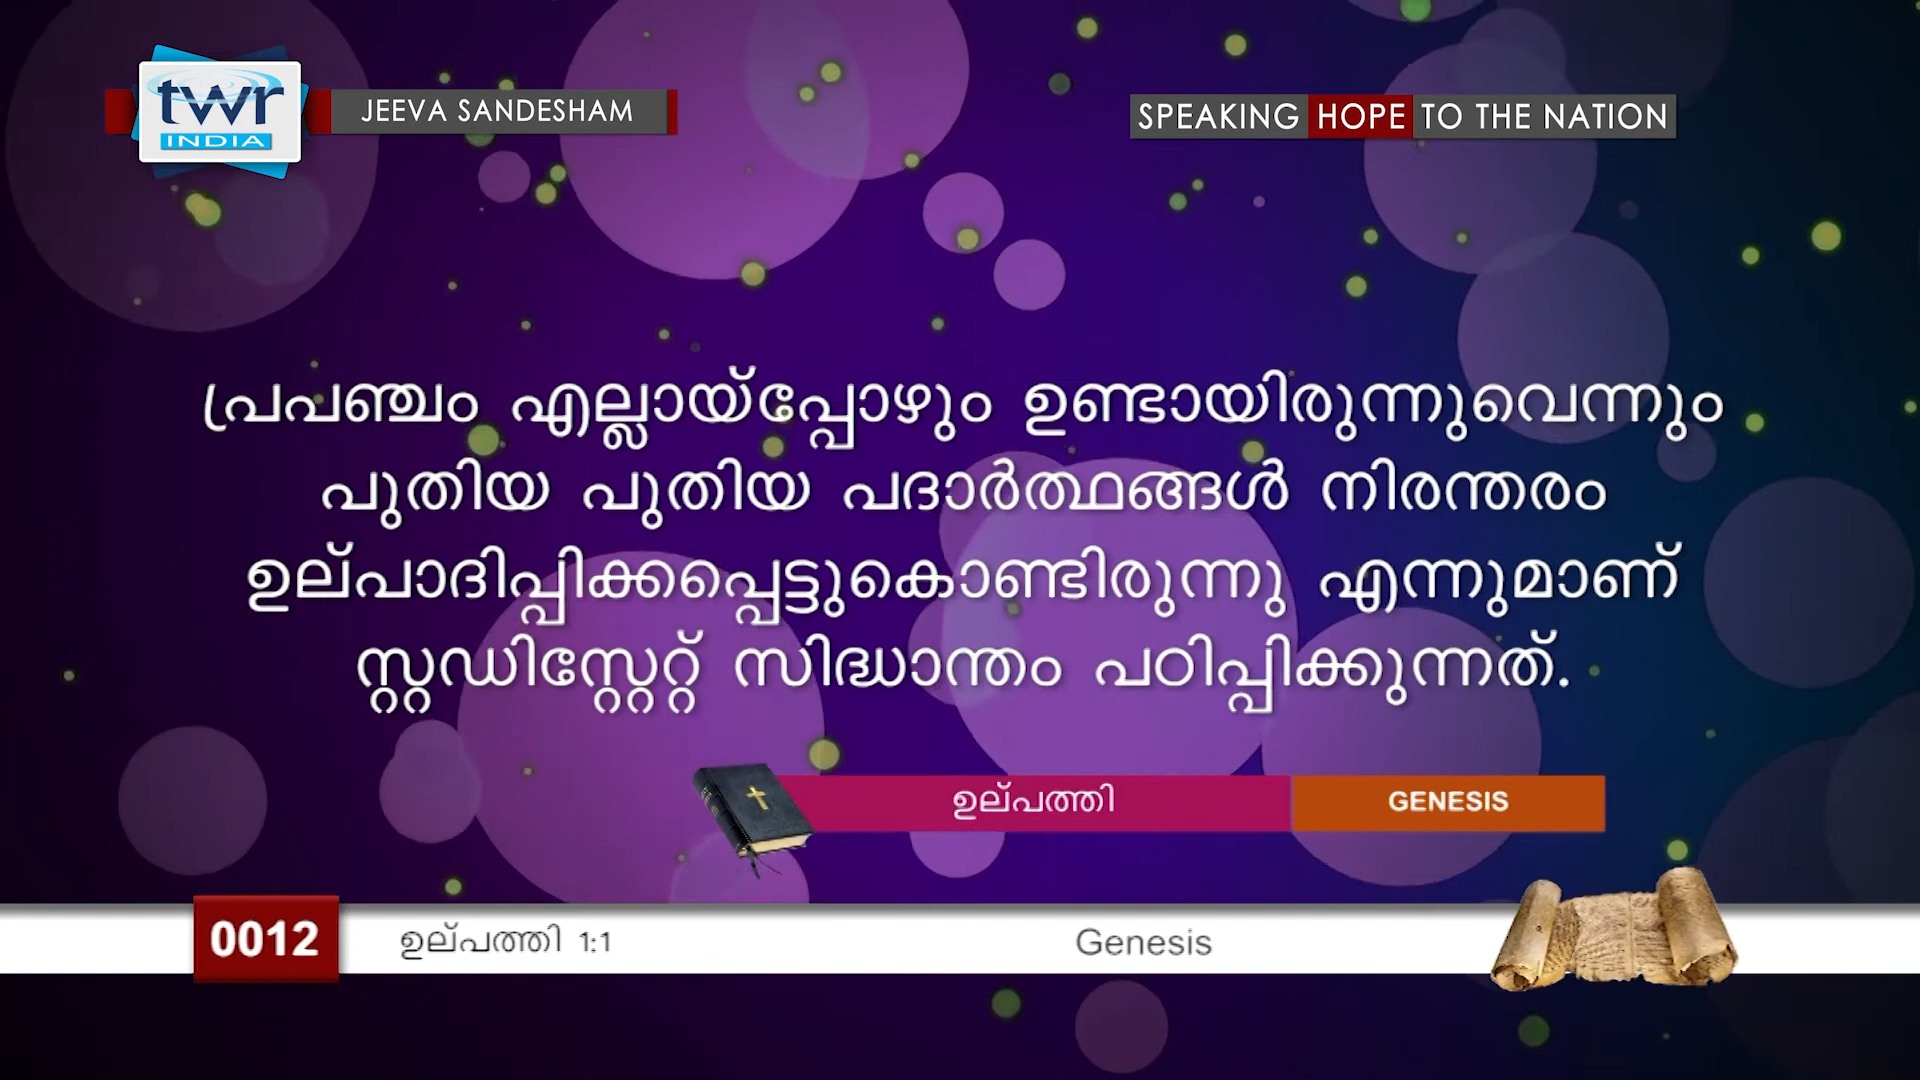 twr
INDIA
JEEVA SANDESHAM
SPEAKING HOPE TO THE NATION
പ്രപഞ്ചം എല്ലായ്പ്പോഴും ഉണ്ടായിരുന്നുവെന്നും
പുതിയ പുതിയ പദാർത്ഥങ്ങൾ നിരന്തരം
ഉല്പാദിപ്പിക്കപ്പെട്ടുകൊണ്ടിരുന്നു എന്നുമാണ്
സ്റ്റഡിസ്റ്റേറ്റ് സിദ്ധാന്തം പഠിപ്പിക്കുന്നത്.
ഉല്പത്തി GENESIS
0012 ഉല്പത്തി 1:1 Genesis